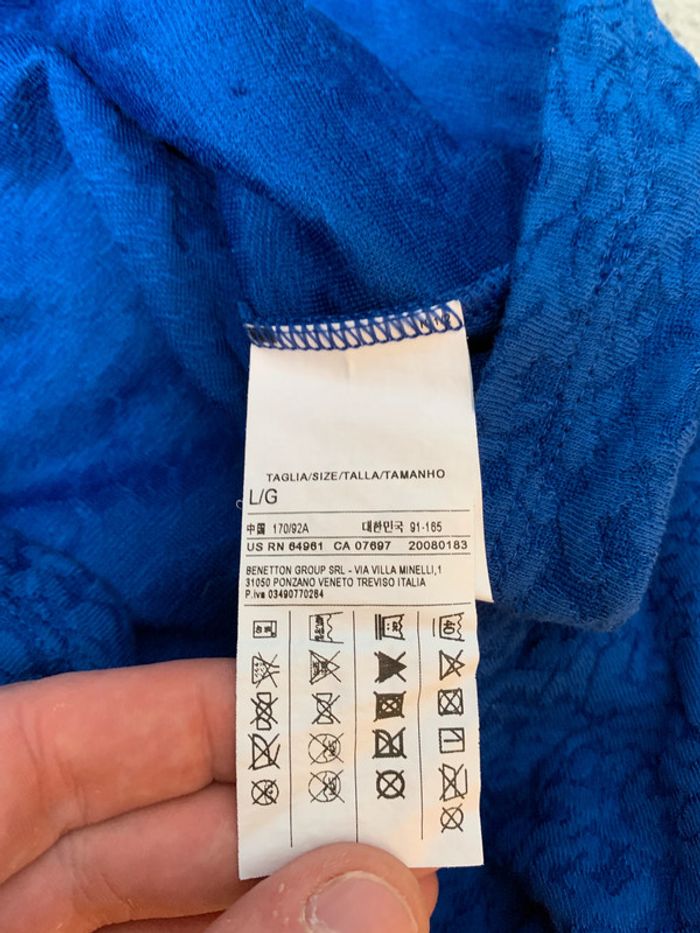 TAGLIA/SIZE/TALLA/TAMANHO
L/G
中国 170/92A 대한민국 91-165
US RN 64961 CA 07697 20080183
BENETTON GROUP SRL - VIA VILLA MINELLI,1
31050 PONZANO VENETO TREVISO ITALIA
P.iva 03490770264
40